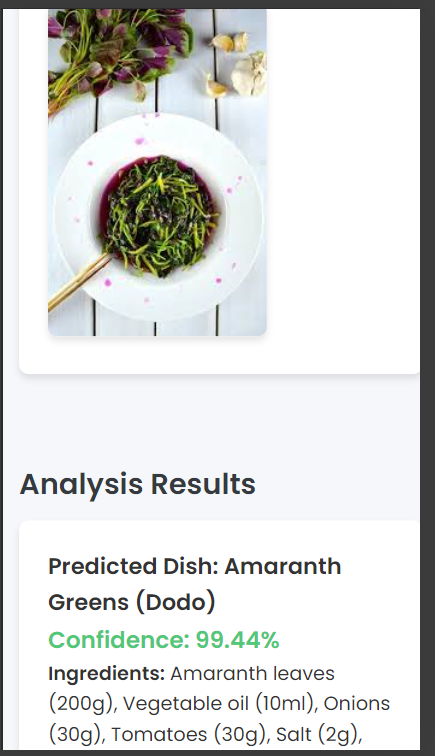 Analysis Results
Predicted Dish: Amaranth
Greens (Dodo)
Confidence: 99.44%
Ingredients: Amaranth leaves
(200g), Vegetable oil (10ml), Onions
(30g), Tomatoes (30g), Salt (2g),